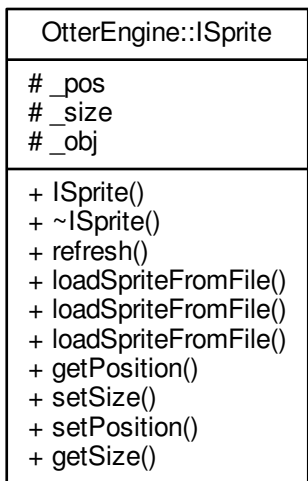 OtterEngine::ISprite
# _pos
# _size
# _obj
+ ISprite()
+ ~ISprite()
+ refresh()
+ loadSpriteFromFile()
+ loadSpriteFromFile()
+ loadSpriteFromFile()
+ getPosition()
+ setSize()
+ setPosition()
+ getSize()